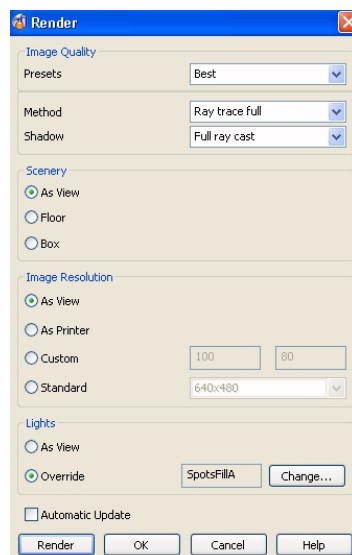 Render
Image Quality
Presets Best
Method Ray trace full
Shadow Full ray cast
Scenery
As View
Floor
Box
Image Resolution
As View
As Printer
Custom 100 80
Standard 640x480
Lights
As View
Override SpotsFillA Change...
Automatic Update
Render OK Cancel Help